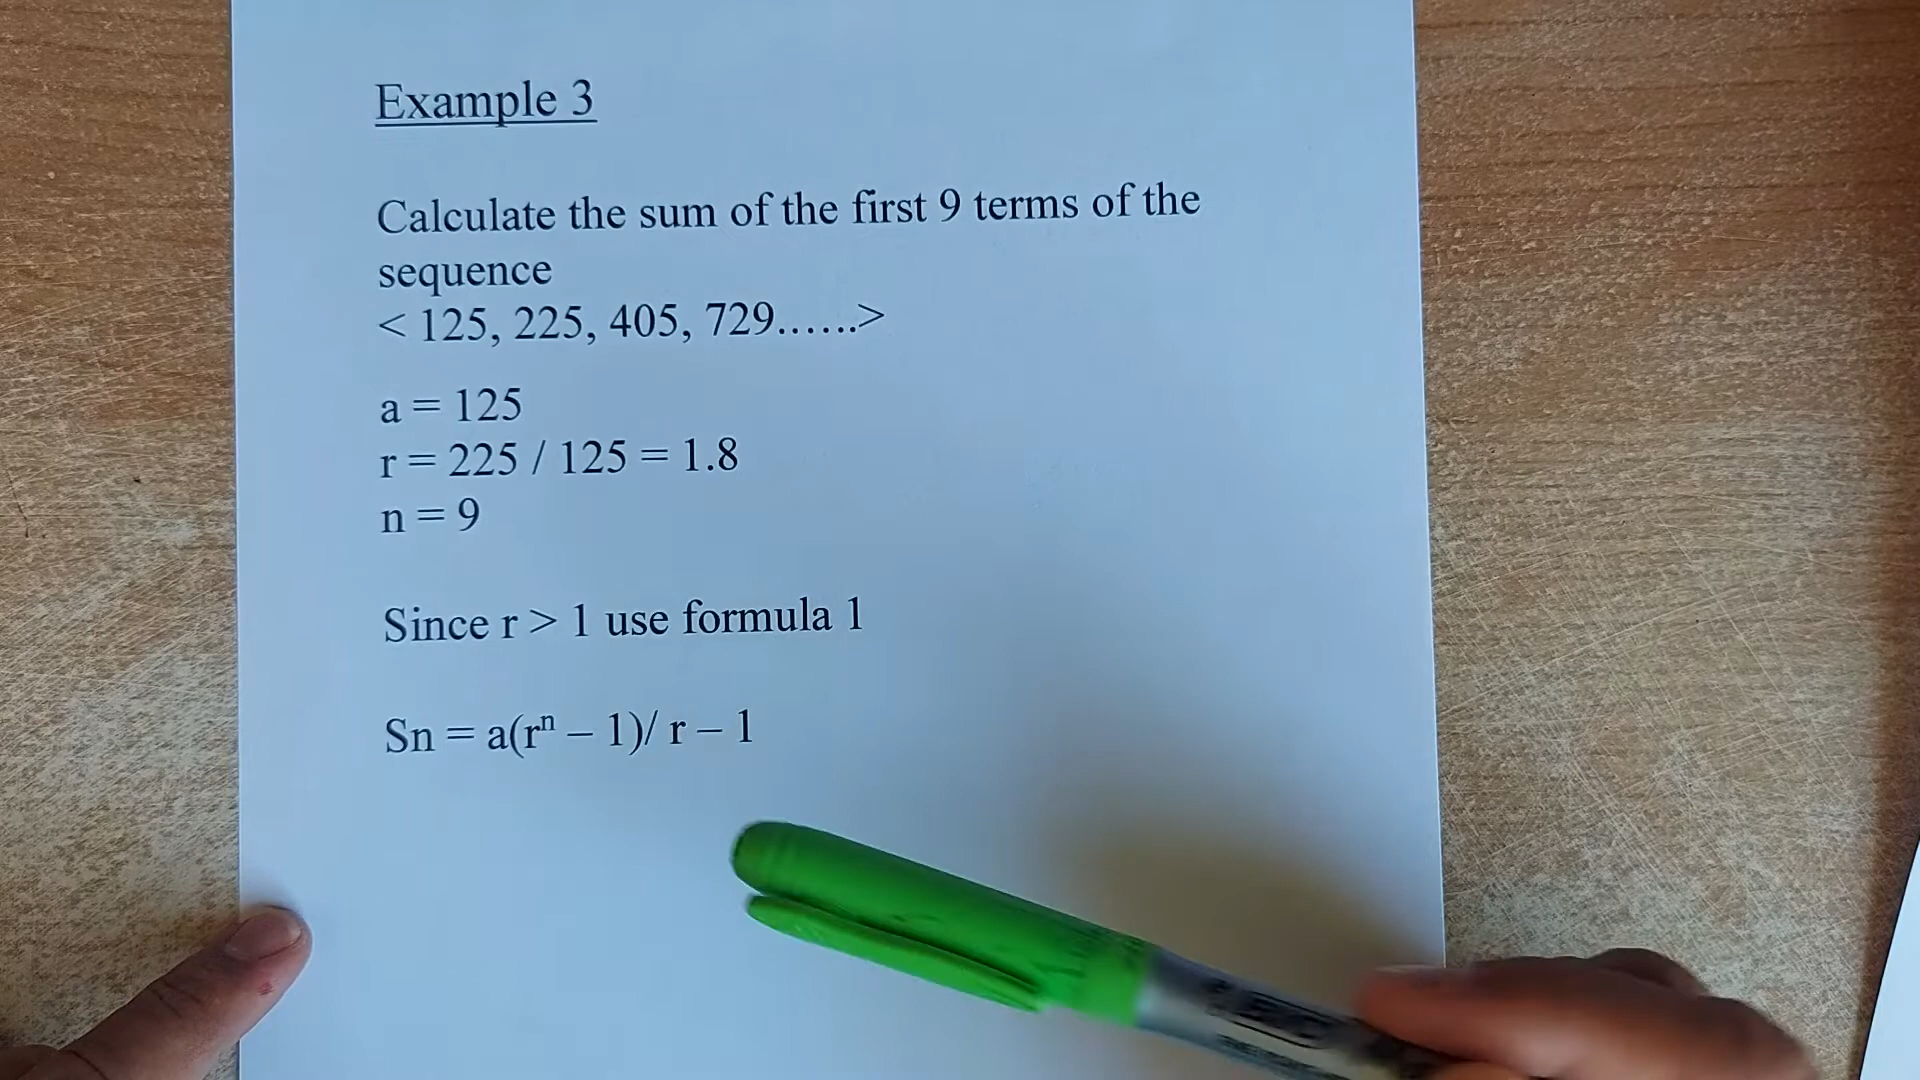 Example 3
Calculate the sum of the first 9 terms of the
sequence
< 125, 225, 405, 729......>
a = 125
r = 225 / 125 = 1.8
n = 9
Since r > 1 use formula 1
Sn = a(rⁿ – 1)/ r – 1